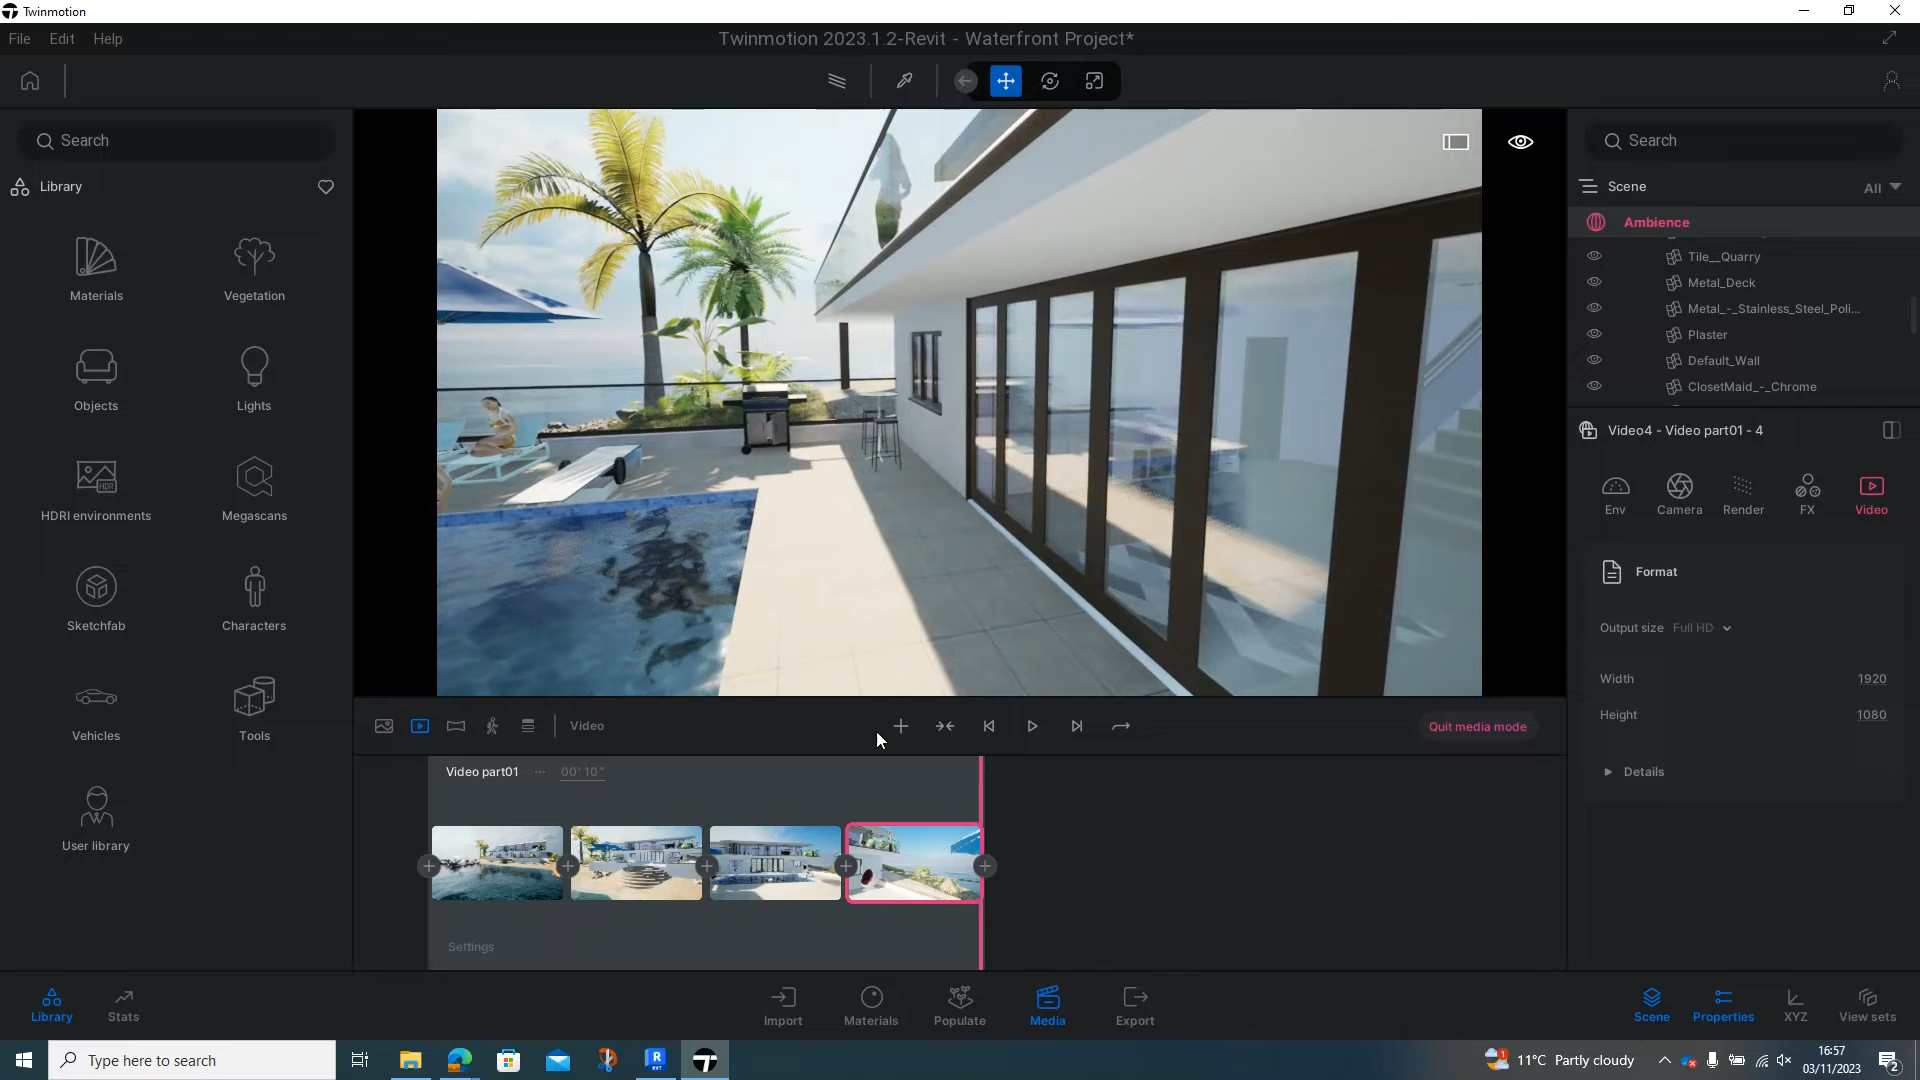 Twinmotion
File Edit Help
Twinmotion 2023.1.2-Revit - Waterfront Project*
Search
Library
Materials
Vegetation
Objects
Lights
HDR
HDRI environments
Megascans
Sketchfab
Characters
Vehicles
Tools
User library
Video
Quit media mode
Video part01 ··· 00' 10"
Settings
Search
Scene
All
Ambience
Tile__Quarry
Metal_Deck
Metal_-_Stainless_Steel_Poli...
Plaster
Default_Wall
ClosetMaid_-_Chrome
Video4 - Video part01 - 4
Env Camera Render FX Video
Format
Output size Full HD
Width 1920
Height 1080
Details
Library Stats Import Materials Populate Media Export Scene Properties XYZ View sets
Type here to search
R
RVT
1
11°C Partly cloudy
16:57
03/11/2023
2